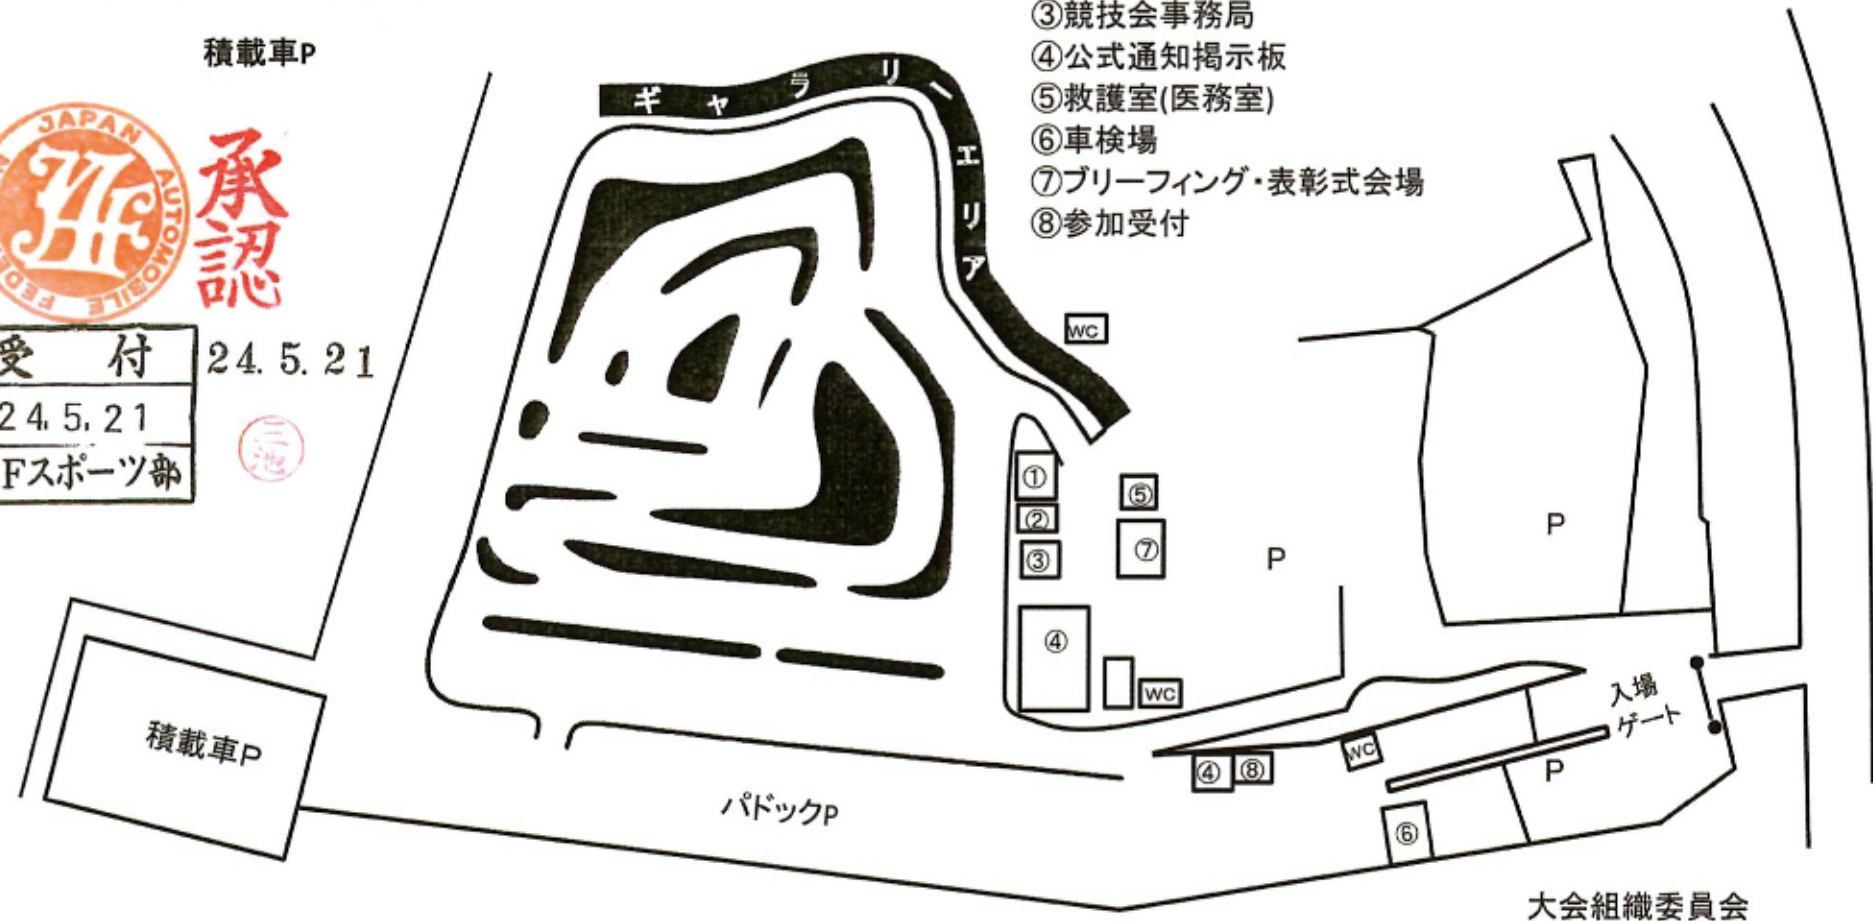 ③競技会事務局
④公式通知掲示板
⑤救護室(医務室)
⑥車検場
⑦ブリーフィング・表彰式会場
⑧参加受付
積載車P
ギャラリーエリア
JAPAN AUTOMOBILE FEDE
JAF
承認
受 付
24.5.21
24.5.21
Fスポーツ部
三池
WC
①
②
③
④
⑤
⑦
P
P
WC
入場
ゲート
積載車P
パドックP
④
⑧
WC
P
⑥
大会組織委員会